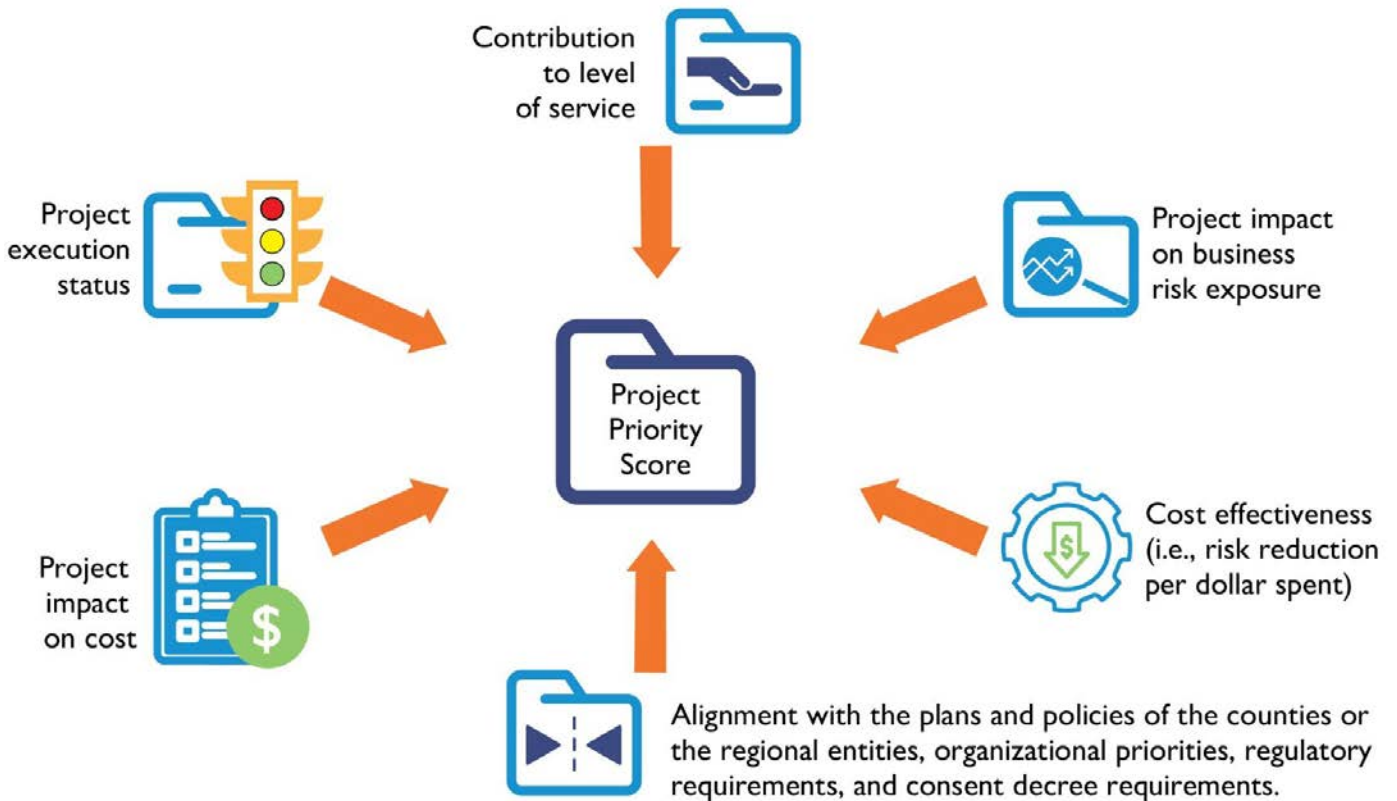 Contribution
to level
of service
Project
execution
status
Project impact
on business
risk exposure
Project
Priority
Score
Project
impact
on cost
$
$
Cost effectiveness
(i.e., risk reduction
per dollar spent)
Alignment with the plans and policies of the counties or
the regional entities, organizational priorities, regulatory
requirements, and consent decree requirements.